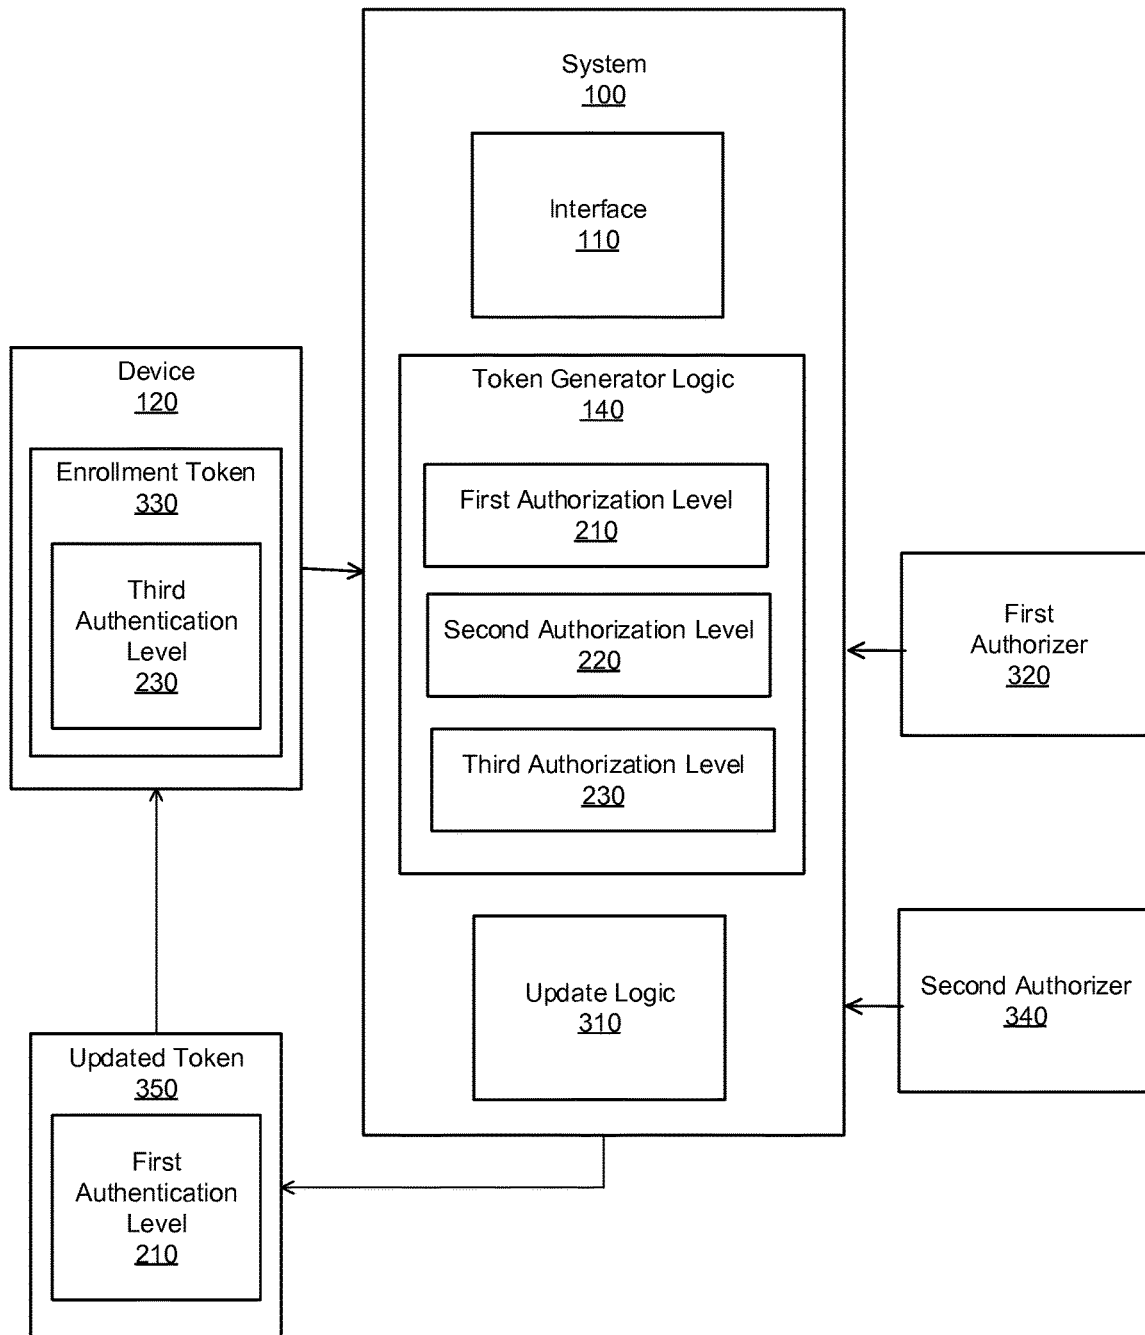 System
100
Interface
110
Device
120
Enrollment Token
330
Third
Authentication
Level
230
Token Generator Logic
140
First Authorization Level
210
Second Authorization Level
220
Third Authorization Level
230
First
Authorizer
320
Update Logic
310
Second Authorizer
340
Updated Token
350
First
Authentication
Level
210